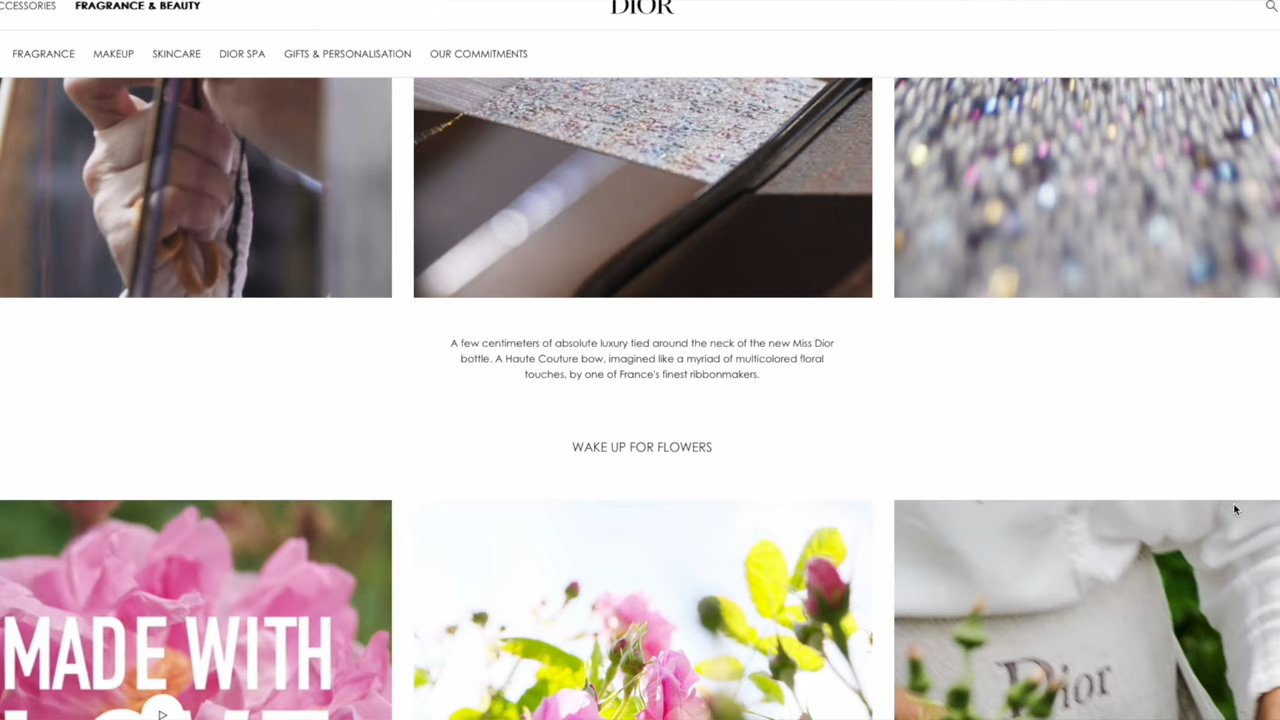 CCESSORIES FRAGRANCE & BEAUTY DIOR
FRAGRANCE MAKEUP SKINCARE DIOR SPA GIFTS & PERSONALISATION OUR COMMITMENTS
A few centimeters of absolute luxury tied around the neck of the new Miss Dior
bottle. A Haute Couture bow, imagined like a myriad of multicolored floral
touches, by one of France's finest ribbonmakers.
WAKE UP FOR FLOWERS
MADE WITH
LOVE
Dior